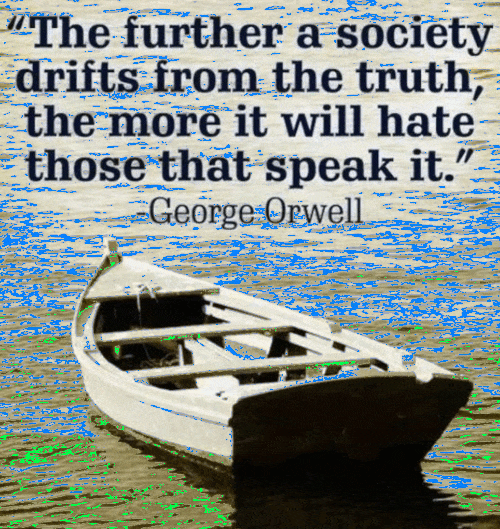 "The further a society
drifts from the truth,
the more it will hate
those that speak it."
-George Orwell